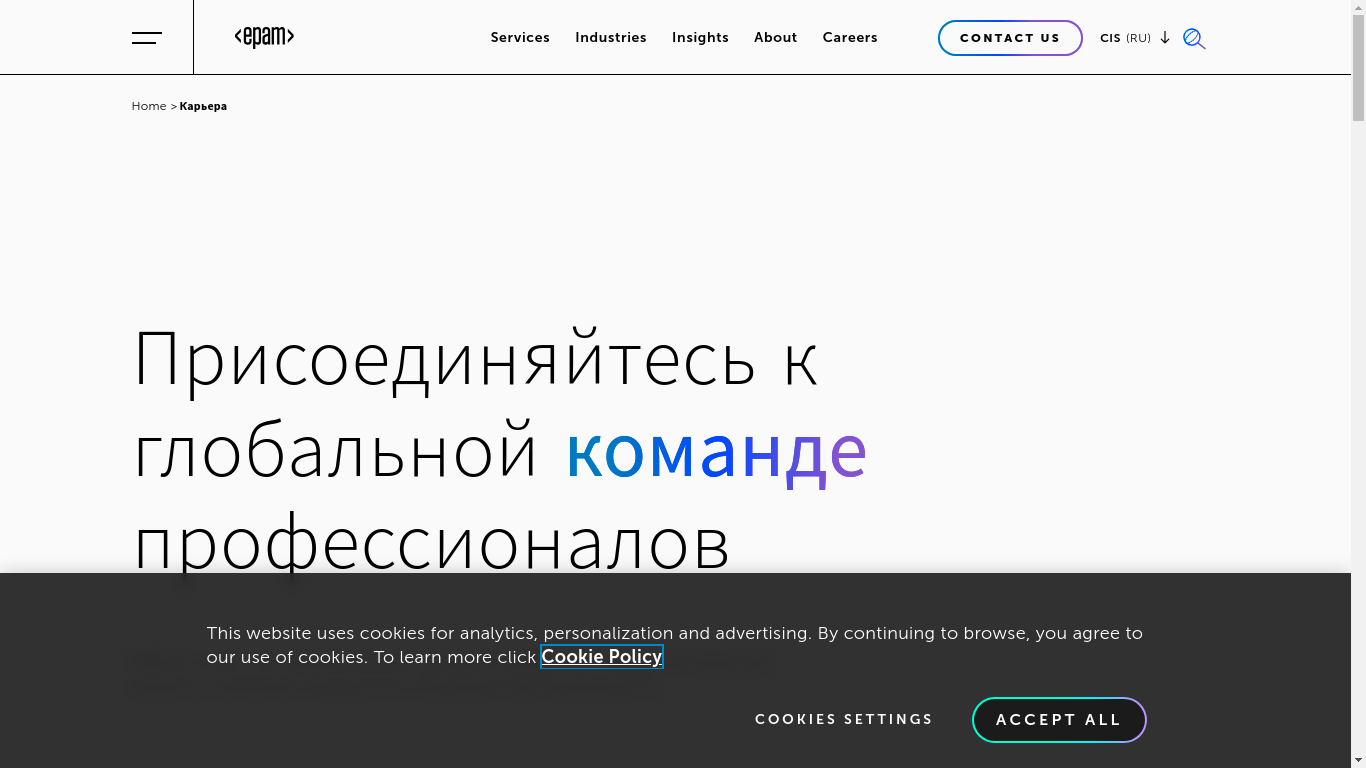 <epam>
Services Industries Insights About Careers
CONTACT US
CIS (RU)
Home > Карьера
Присоединяйтесь к
глобальной команде
профессионалов
This website uses cookies for analytics, personalization and advertising. By continuing to browse, you agree to
our use of cookies. To learn more click Cookie Policy
COOKIES SETTINGS
ACCEPT ALL